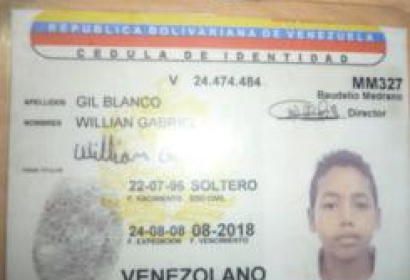 REPUBLICA BOLIVARIANA DE VENEZUELA
CEDULA DE IDENTIDAD
V 24.474.484 MM327
Baudelio Medrano
Director
APELLIDOS GIL BLANCO
NOMBRES WILLIAN GABRIEL
William
22-07-96 SOLTERO
F. NACIMIENTO EDO CIVIL
24-08-08 08-2018
F. EXPEDICION F. VENCIMIENTO
VENEZOLANO